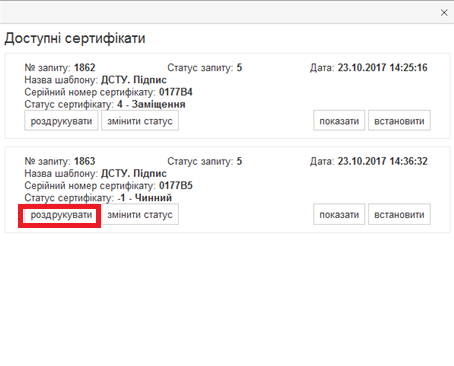 Доступні сертифікати
№ запиту: 1862 Статус запиту: 5 Дата: 23.10.2017 14:25:16
Назва шаблону: ДСТУ. Підпис
Серійний номер сертифікату: 0177B4
Статус сертифікату: 4 - Заміщення
роздрукувати змінити статус показати встановити
№ запиту: 1863 Статус запиту: 5 Дата: 23.10.2017 14:36:32
Назва шаблону: ДСТУ. Підпис
Серійний номер сертифікату: 0177B5
Статус сертифікату: -1 - Чинний
роздрукувати змінити статус показати встановити